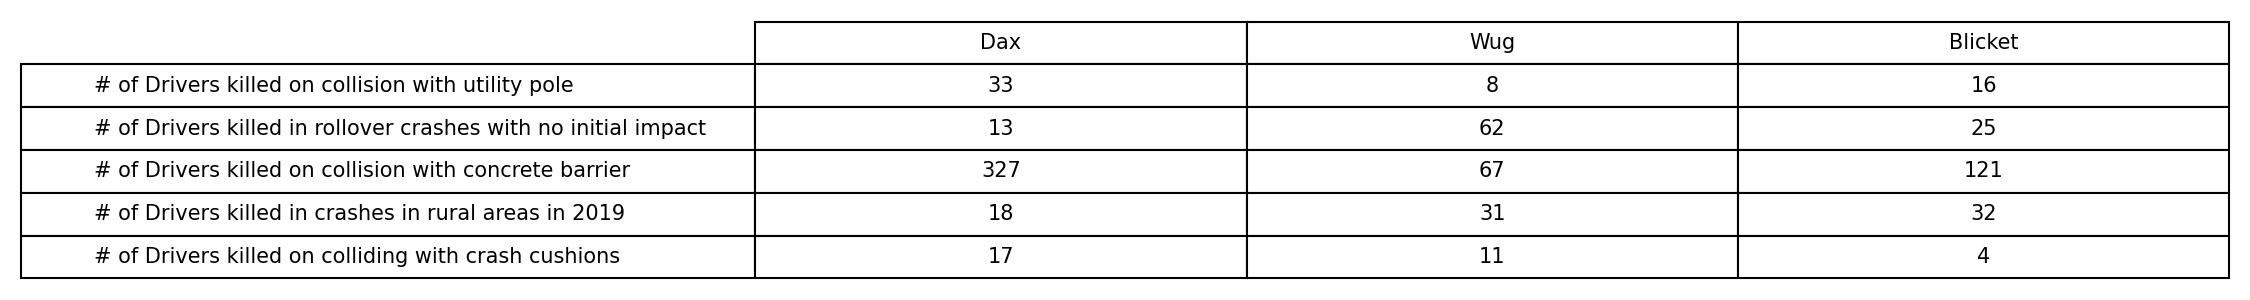 Dax Wug Blicket
# of Drivers killed on collision with utility pole 33 8 16
# of Drivers killed in rollover crashes with no initial impact 13 62 25
# of Drivers killed on collision with concrete barrier 327 67 121
# of Drivers killed in crashes in rural areas in 2019 18 31 32
# of Drivers killed on colliding with crash cushions 17 11 4